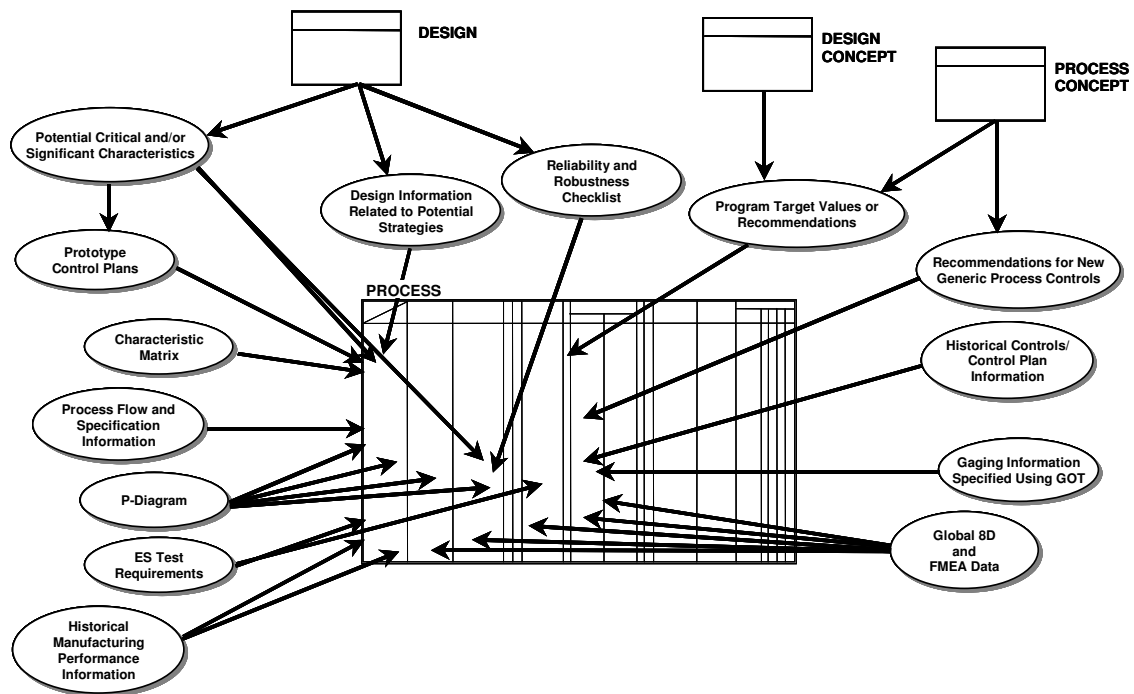 DESIGN
DESIGN
CONCEPT
PROCESS
CONCEPT
Potential Critical and/or
Significant Characteristics
Reliability and
Robustness
Checklist
Design Information
Related to Potential
Strategies
Program Target Values or
Recommendations
Prototype
Control Plans
Recommendations for New
Generic Process Controls
PROCESS
Characteristic
Matrix
Historical Controls/
Control Plan
Information
Process Flow and
Specification
Information
Gaging Information
Specified Using GOT
P-Diagram
ES Test
Requirements
Global 8D
and
FMEA Data
Historical
Manufacturing
Performance
Information